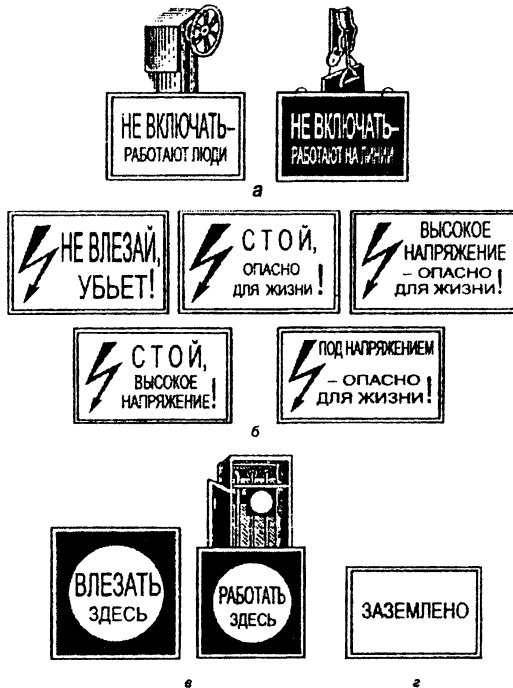 НЕ ВКЛЮЧАТЬ–
РАБОТАЮТ ЛЮДИ
НЕ ВКЛЮЧАТЬ–
РАБОТАЮТ НА ЛИНИИ
а
НЕ ВЛЕЗАЙ,
УБЬЕТ!
СТОЙ,
ОПАСНО
ДЛЯ ЖИЗНИ!
ВЫСОКОЕ
НАПРЯЖЕНИЕ
– ОПАСНО
ДЛЯ ЖИЗНИ!
СТОЙ,
ВЫСОКОЕ
НАПРЯЖЕНИЕ!
ПОД НАПРЯЖЕНИЕМ
– ОПАСНО
ДЛЯ ЖИЗНИ!
б
ВЛЕЗАТЬ
ЗДЕСЬ
РАБОТАТЬ
ЗДЕСЬ
ЗАЗЕМЛЕНО
в
г